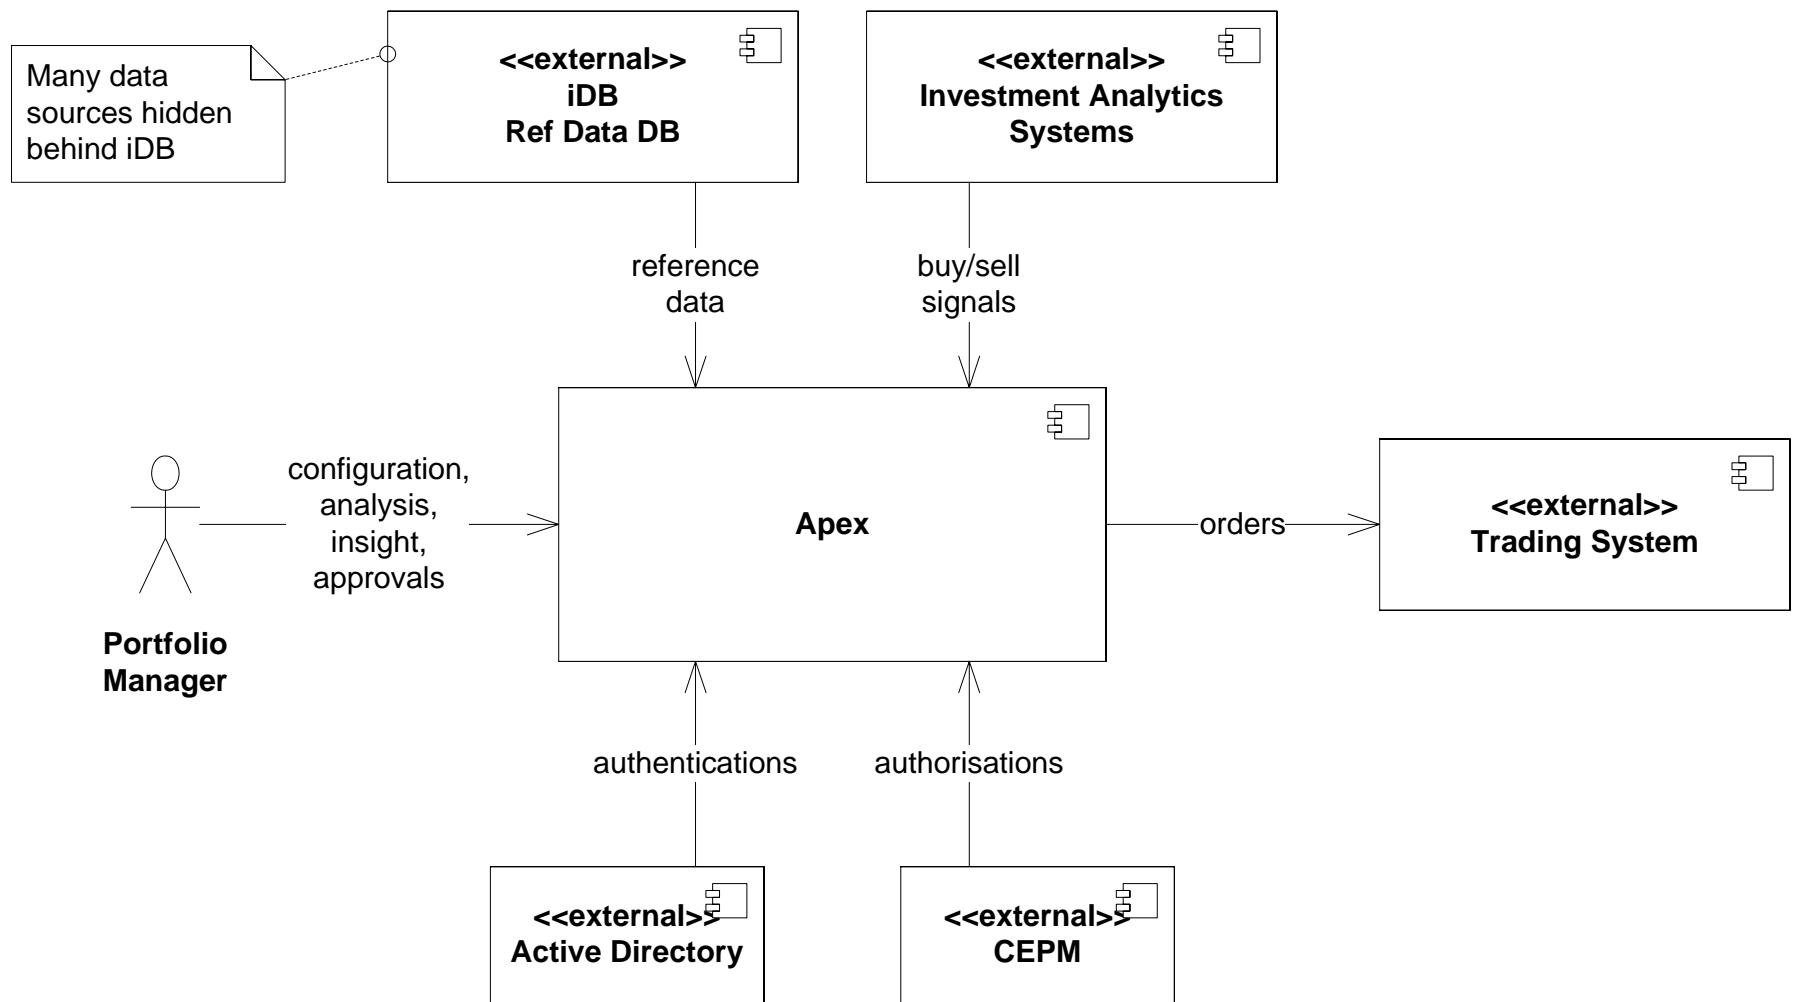 Many data
sources hidden
behind iDB
<<external>>
iDB
Ref Data DB
<<external>>
Investment Analytics
Systems
reference
data
buy/sell
signals
configuration,
analysis,
insight,
approvals
Portfolio
Manager
Apex
orders
<<external>>
Trading System
authentications
authorisations
<<external>>
Active Directory
<<external>>
CEPM